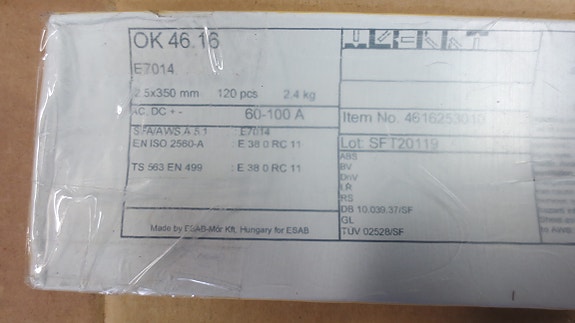 OK 46.16
E7014
2.5x350 mm 120 pcs 2.4 kg
AC, DC + - 60-100 A
SFA/AWS A 5.1 : E7014
EN ISO 2560-A : E 38 0 RC 11
TS 563 EN 499 : E 38 0 RC 11
Made by ESAB-Mór Kft, Hungary for ESAB
Item No. 4616253010
Lot: SFT20119
ABS
BV
DNV
LR
RS
DB 10.039.37/SF
GL
TÜV 02528/SF